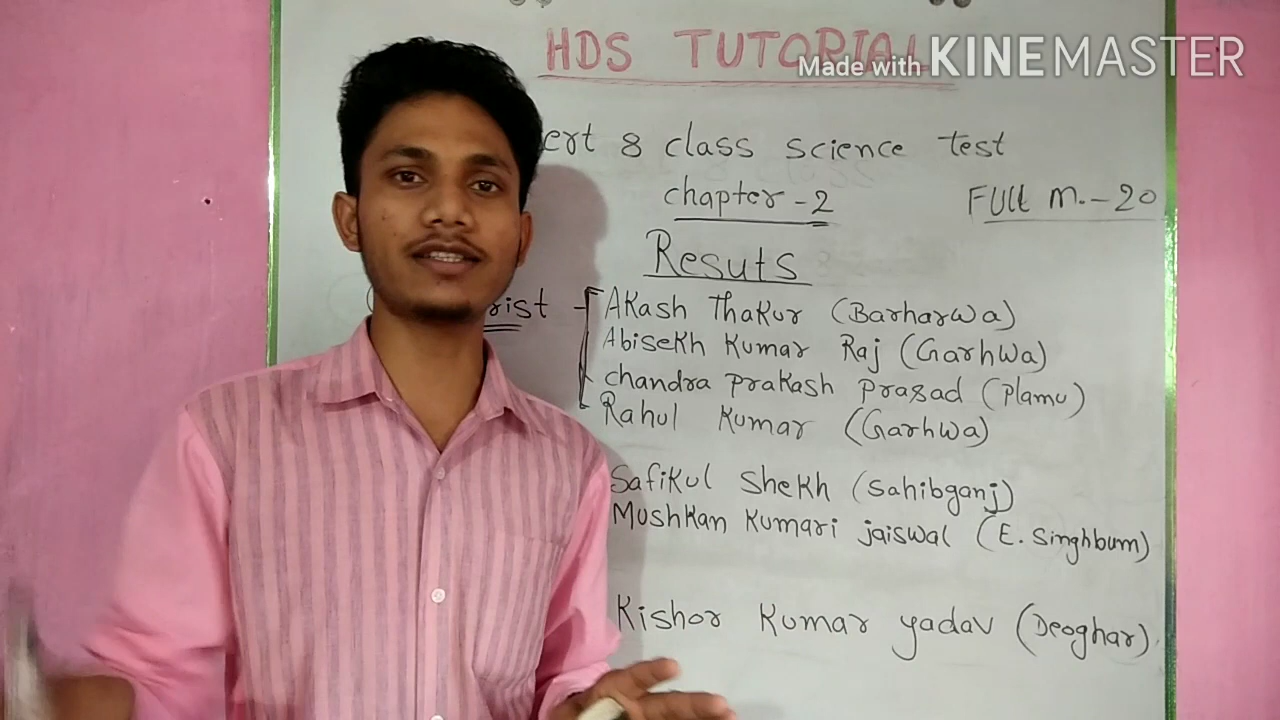 HDS TUTORIAL
Made with KINEMASTER
ert 8 class science test
chapter - 2
FUll m. - 20
Resuts
rist - Akash Thakur (Barharwa)
Abisekh Kumar Raj (Garhwa)
chandra prakash prasad (Plamu)
Rahul Kumar (Garhwa)
Safikul Shekh (Sahibganj)
Mushkan Kumari jaiswal (E. Singhbum)
Kishor Kumar yadav (Deoghar)